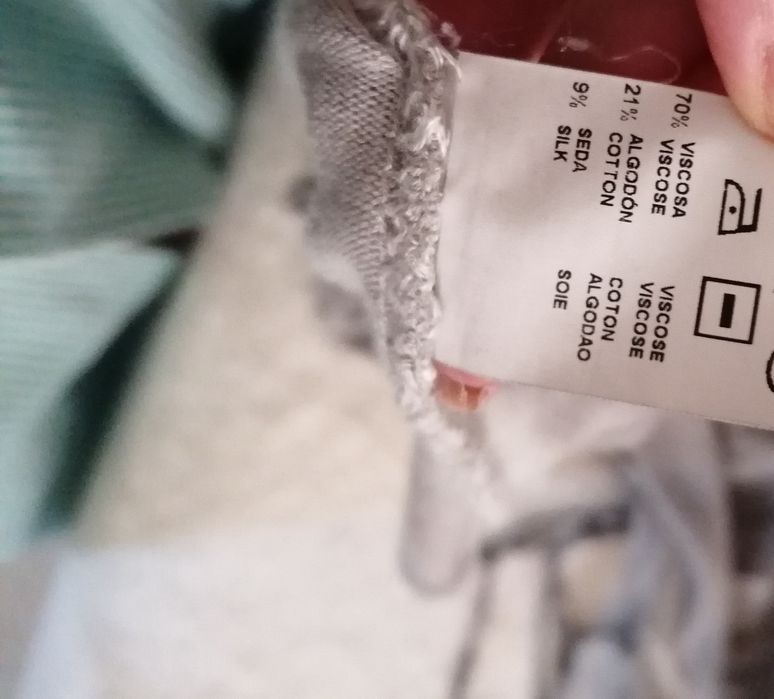 70% VISCOSA VISCOSE
VISCOSE VISCOSE
21% ALGODÓN COTON
COTTON ALGODAO
9% SEDA SOIE
SILK